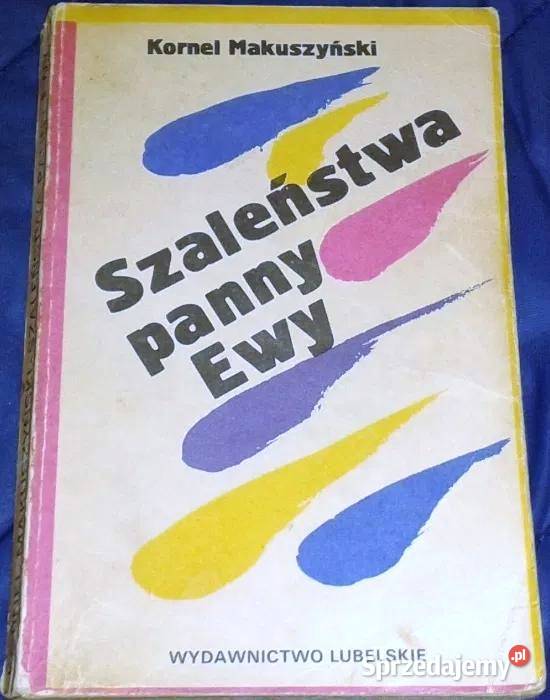 Kornel Makuszyński
Szaleństwa
panny
Ewy
WYDAWNICTWO LUBELSKIE
Sprzedajemy.pl